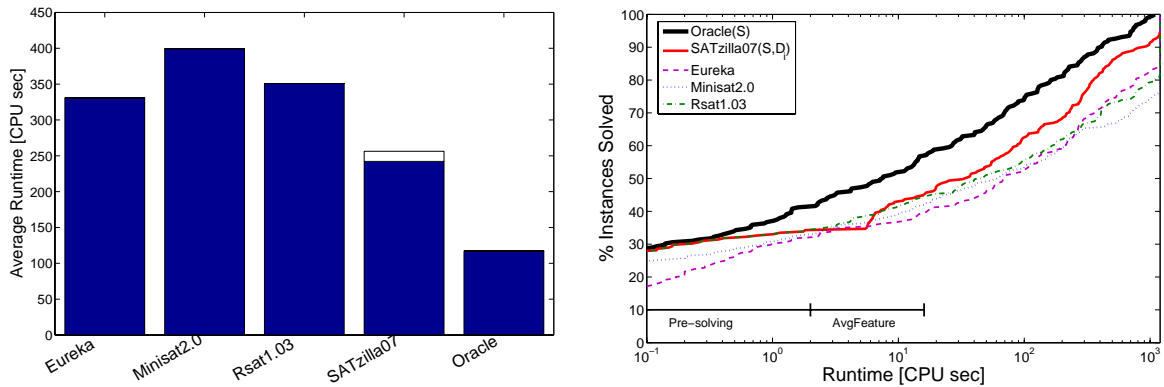 450
400
350
300
250
200
150
100
50
0
Average Runtime [CPU sec]
Eureka
Minisat2.0
Rsat1.03
SATzilla07
Oracle
100
90
80
70
60
50
40
30
20
10
0
% Instances Solved
Oracle(S)
SATzilla07(S,D_i)
Eureka
Minisat2.0
Rsat1.03
Pre-solving
AvgFeature
10^-1
10^0
10^1
10^2
10^3
Runtime [CPU sec]